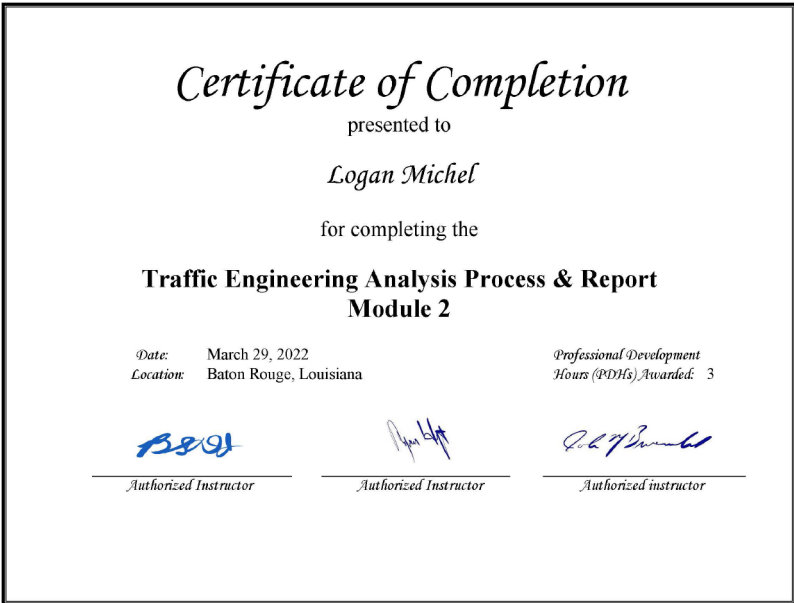 Certificate of Completion
presented to
Logan Michel
for completing the
Traffic Engineering Analysis Process & Report
Module 2
Date: March 29, 2022
Location: Baton Rouge, Louisiana
Professional Development
Hours (PDHs) Awarded: 3
Authorized Instructor
Authorized Instructor
Authorized instructor